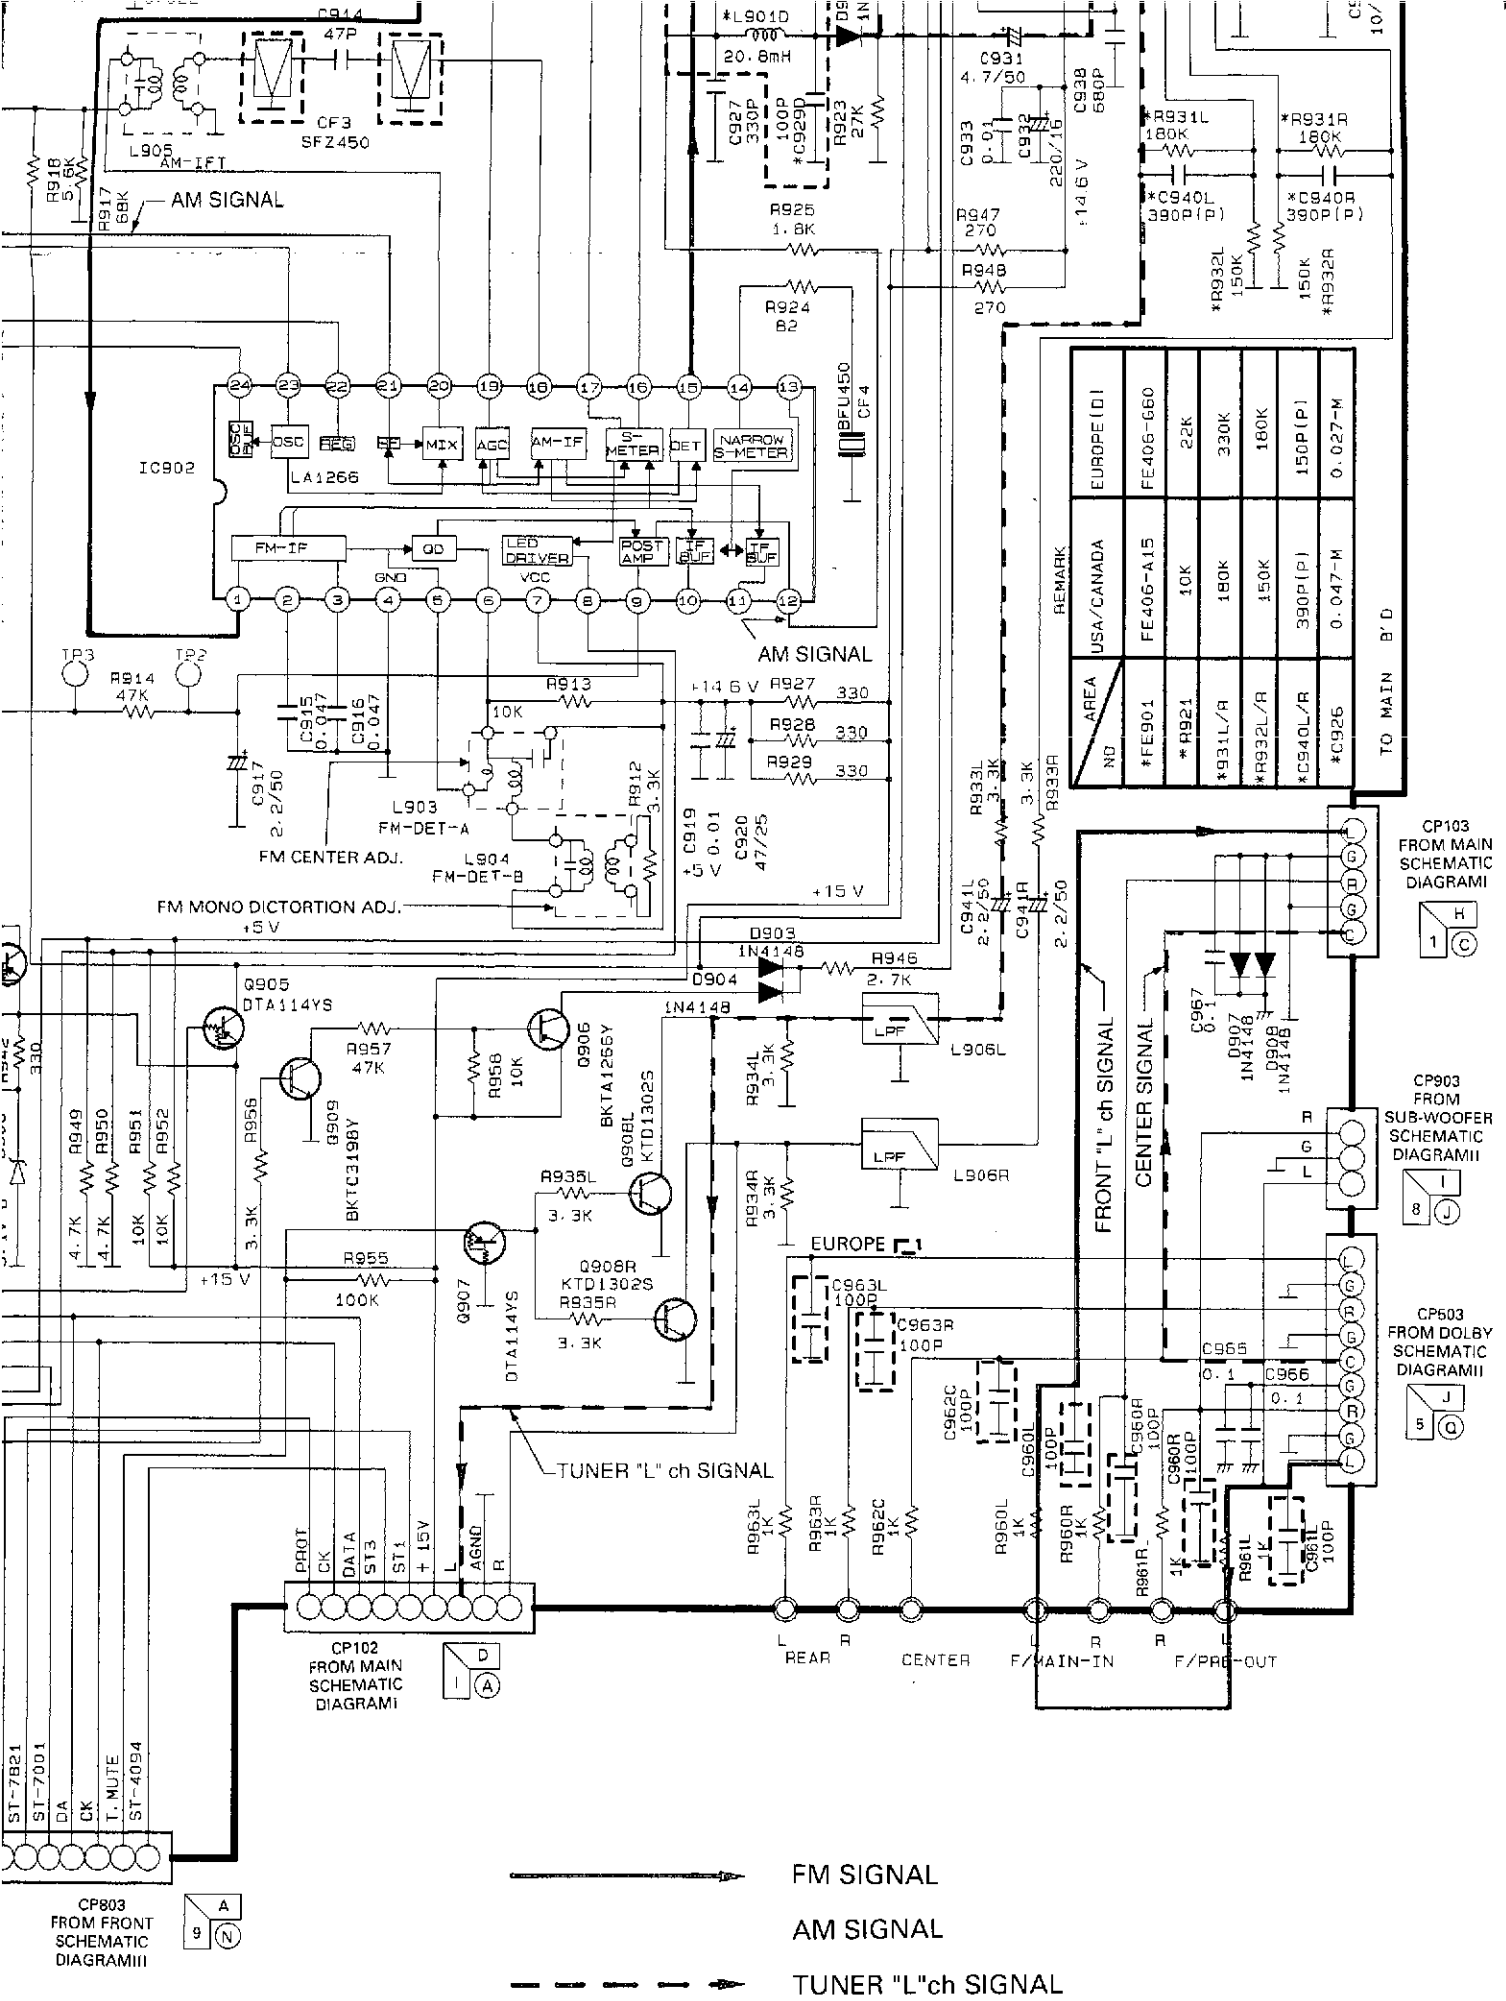 C914
47P
*L901D
20.8mH
C931
4.7/50
C938
680P
C927
330P
100P
*C929D
R923
27K
C933
0.01
C932
220/16
+14.6 V
*R931L
180K
*R931R
180K
CF3
SFZ450
L905
AM-IFT
R918
5.6K
R917
68K
AM SIGNAL
*C940L
390P(P)
*C940R
390P(P)
R925
1.8K
R947
270
R948
270
R924
82
*R932L
150K
150K
*R932R
24
23
22
21
20
19
18
17
16
15
14
13
OSC
BUF
OSC
REG
RF
MIX
AGC
AM-IF
S-
METER
DET
NARROW
S-METER
IC902
LA1266
BFU450
CF4
FM-IF
QD
LED
DRIVER
POST
AMP
IF
BUF
IF
BUF
GND
VCC
1
2
3
4
5
6
7
8
9
10
11
12
AM SIGNAL
REMARK
AREA
NO
USA/CANADA
EUROPE(D)
*FE901
FE406-A15
FE406-G60
*R921
10K
22K
*931L/R
180K
330K
*R932L/R
150K
180K
*C940L/R
390P(P)
150P(P)
*C926
0.047-M
0.027-M
TO MAIN B'D
TP3
TP2
R914
47K
C915
0.047
C916
0.047
C917
2.2/50
R913
10K
+14.6 V
R927
330
R928
330
R929
330
L903
FM-DET-A
FM CENTER ADJ.
L904
FM-DET-B
R912
3.3K
C919
0.01
+5 V
C920
47/25
FM MONO DICTORTION ADJ.
+5 V
+15 V
R933L
3.3K
3.3K
R933R
C941L
2.2/50
C941R
2.2/50
L
G
R
G
C
CP103
FROM MAIN
SCHEMATIC
DIAGRAMI
H
1
C
D903
1N4148
D904
1N4148
R946
2.7K
Q905
DTA114YS
R957
47K
R958
10K
Q906
BKTA1266Y
LPF
L906L
R934L
3.3K
C967
0.1
D907
1N4148
D908
1N4148
330
R949
4.7K
R950
4.7K
R951
10K
R952
10K
R956
3.3K
Q909
BKTC3198Y
Q908L
KTD1302S
R935L
3.3K
LPF
L906R
R934R
3.3K
FRONT "L" ch SIGNAL
CENTER SIGNAL
CP903
FROM
SUB-WOOFER
SCHEMATIC
DIAGRAMII
R
G
L
I
8
J
+15 V
R955
100K
Q907
DTA114YS
Q908R
KTD1302S
R935R
3.3K
EUROPE
C963L
100P
C963R
100P
C962C
100P
C960L
100P
C960R
100P
C960R
100P
C965
0.1
C966
0.1
L
G
R
G
C
G
R
G
L
CP603
FROM DOLBY
SCHEMATIC
DIAGRAMII
J
5
Q
TUNER "L" ch SIGNAL
R963L
1K
R963R
1K
R962C
1K
R960L
1K
R960R
1K
R961R
1K
R961L
1K
C961L
100P
PROT
CK
DATA
ST3
ST1
+ 15V
L
AGND
R
CP102
FROM MAIN
SCHEMATIC
DIAGRAMI
D
I
A
L
R
REAR
CENTER
L
R
F/MAIN-IN
R
L
F/PRE-OUT
ST-7821
ST-7001
DA
CK
T.MUTE
ST-4094
CP803
FROM FRONT
SCHEMATIC
DIAGRAMIII
A
9
N
FM SIGNAL
AM SIGNAL
TUNER "L"ch SIGNAL